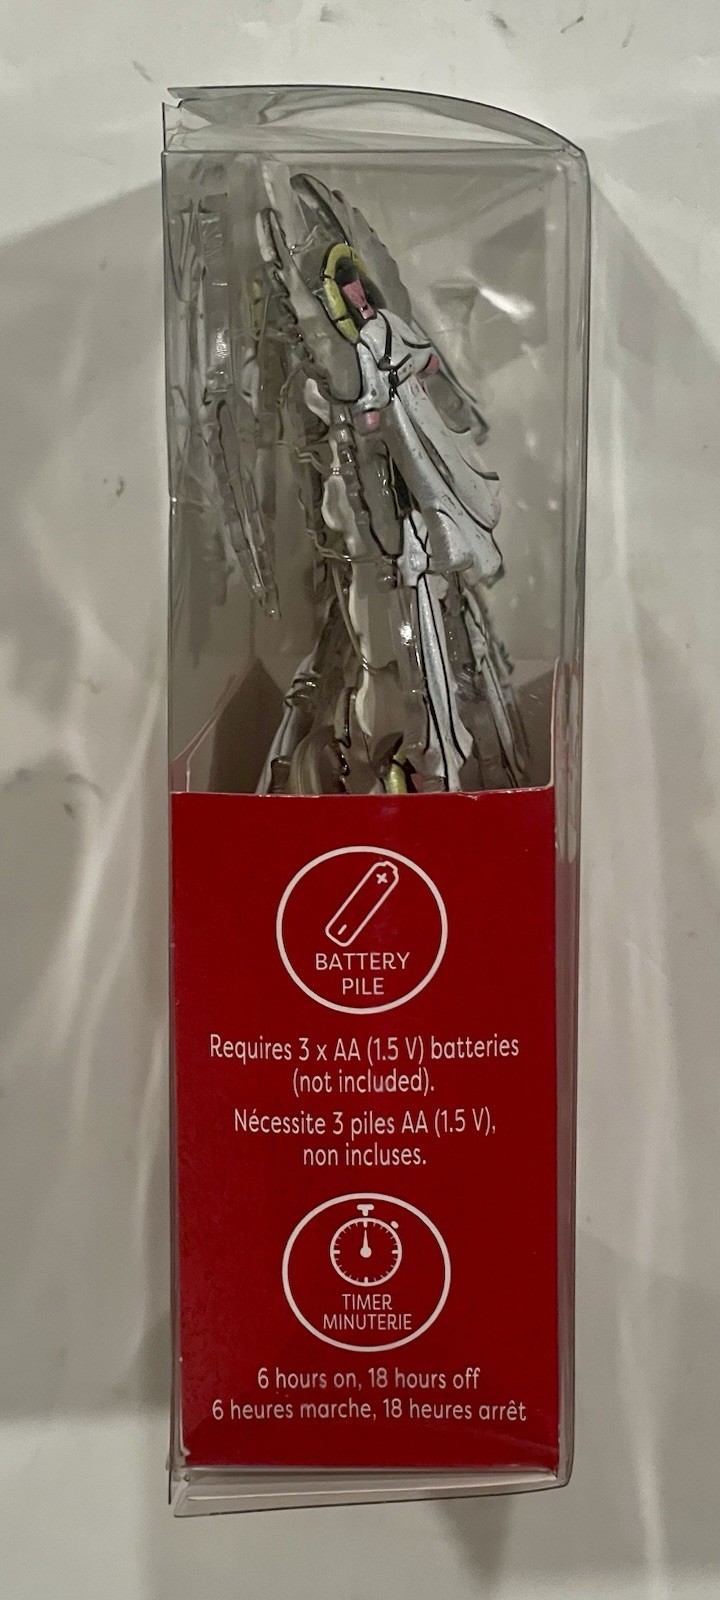 BATTERY
PILE
Requires 3 x AA (1.5 V) batteries
(not included).
Nécessite 3 piles AA (1.5 V),
non incluses.
TIMER
MINUTERIE
6 hours on, 18 hours off
6 heures marche, 18 heures arrêt